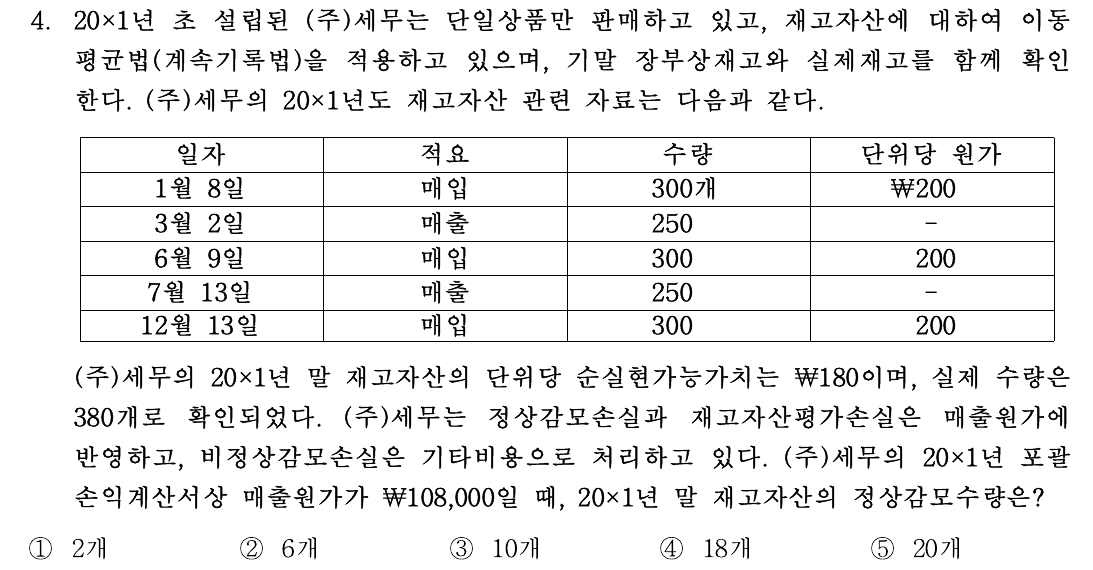 4. 20×1년 초 설립된 (주)세무는 단일상품만 판매하고 있고, 재고자산에 대하여 이동
평균법(계속기록법)을 적용하고 있으며, 기말 장부상재고와 실제재고를 함께 확인
한다. (주)세무의 20×1년도 재고자산 관련 자료는 다음과 같다.
일자 적요 수량 단위당 원가
1월 8일 매입 300개 ₩200
3월 2일 매출 250 -
6월 9일 매입 300 200
7월 13일 매출 250 -
12월 13일 매입 300 200
(주)세무의 20×1년 말 재고자산의 단위당 순실현가능가치는 ₩180이며, 실제 수량은
380개로 확인되었다. (주)세무는 정상감모손실과 재고자산평가손실은 매출원가에
반영하고, 비정상감모손실은 기타비용으로 처리하고 있다. (주)세무의 20×1년 포괄
손익계산서상 매출원가가 ₩108,000일 때, 20×1년 말 재고자산의 정상감모수량은?
① 2개 ② 6개 ③ 10개 ④ 18개 ⑤ 20개